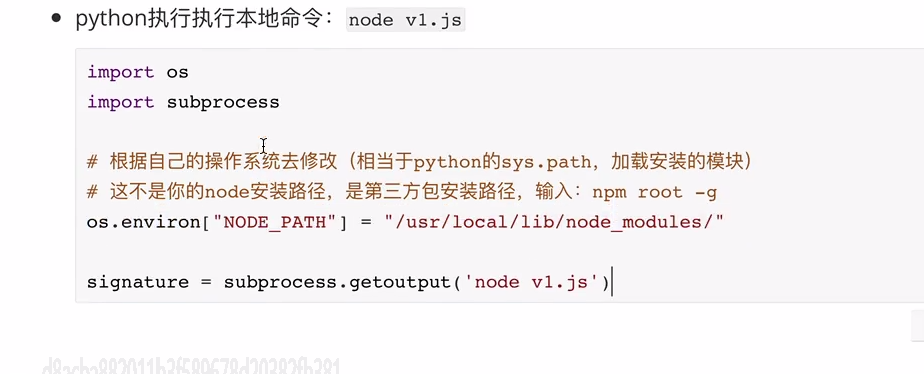 python执行执行本地命令：node v1.js
import os
import subprocess
# 根据自己的操作系统去修改（相当于python的sys.path，加载安装的模块）
# 这不是你的node安装路径，是第三方包安装路径，输入：npm root -g
os.environ["NODE_PATH"] = "/usr/local/lib/node_modules/"
signature = subprocess.getoutput('node v1.js')